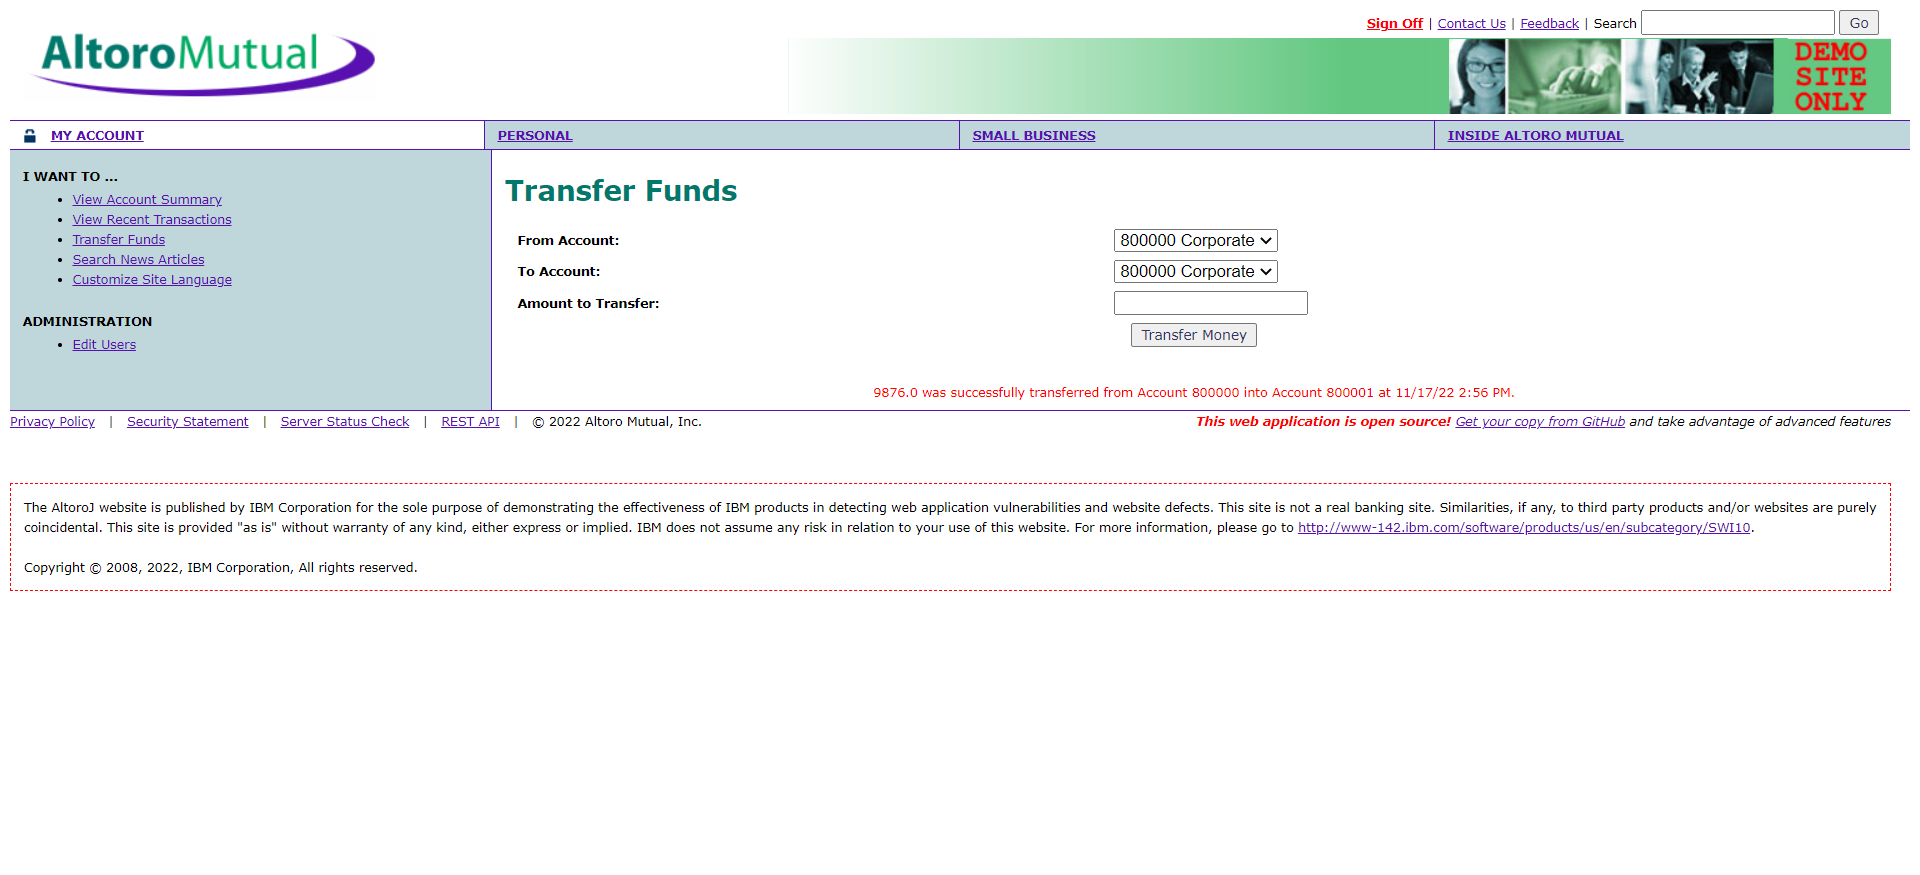 Sign Off | Contact Us | Feedback | Search Go
AltoroMutual
DEMO
SITE
ONLY
MY ACCOUNT
PERSONAL
SMALL BUSINESS
INSIDE ALTORO MUTUAL
I WANT TO ...
• View Account Summary
• View Recent Transactions
• Transfer Funds
• Search News Articles
• Customize Site Language
ADMINISTRATION
• Edit Users
Transfer Funds
From Account: 800000 Corporate
To Account: 800000 Corporate
Amount to Transfer:
Transfer Money
9876.0 was successfully transferred from Account 800000 into Account 800001 at 11/17/22 2:56 PM.
Privacy Policy | Security Statement | Server Status Check | REST API | © 2022 Altoro Mutual, Inc.
This web application is open source! Get your copy from GitHub and take advantage of advanced features
The AltoroJ website is published by IBM Corporation for the sole purpose of demonstrating the effectiveness of IBM products in detecting web application vulnerabilities and website defects. This site is not a real banking site. Similarities, if any, to third party products and/or websites are purely
coincidental. This site is provided "as is" without warranty of any kind, either express or implied. IBM does not assume any risk in relation to your use of this website. For more information, please go to http://www-142.ibm.com/software/products/us/en/subcategory/SWI10.
Copyright © 2008, 2022, IBM Corporation, All rights reserved.